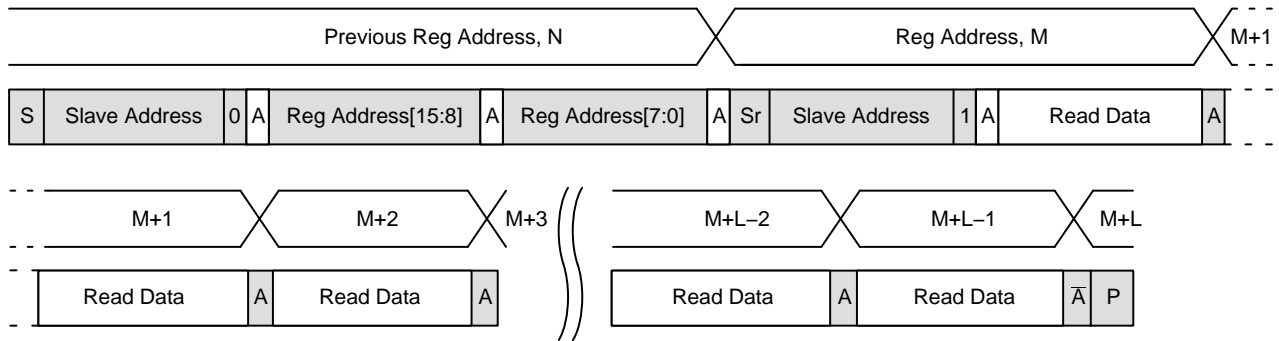 Previous Reg Address, N Reg Address, M M+1
S Slave Address 0 A Reg Address[15:8] A Reg Address[7:0] A Sr Slave Address 1 A Read Data A
M+1 M+2 M+3 M+L−2 M+L−1 M+L
Read Data A Read Data A Read Data A Read Data A̅ P